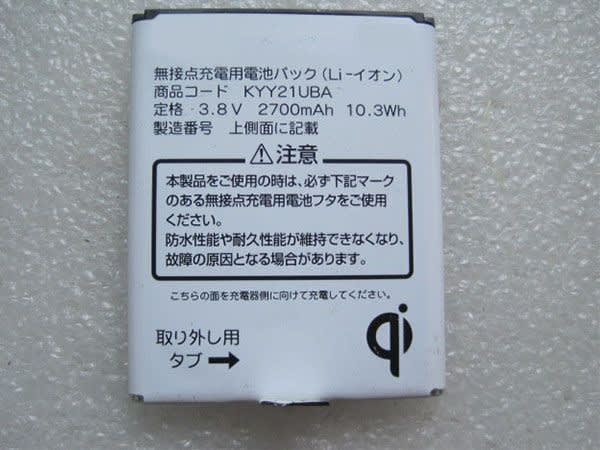 無接点充電用電池パック(Li-イオン)
商品コード KYY21UBA
定格 3.8V 2700mAh 10.3Wh
製造番号 上側面に記載
⚠注意
本製品をご使用の時は、必ず下記マーク
のある無接点充電用電池フタをご使用
ください。
防水性能や耐久性能が維持できなくなり、
故障の原因となる場合があります。
こちらの面を充電器側に向けて充電してください。
取り外し用
タブ→
qi